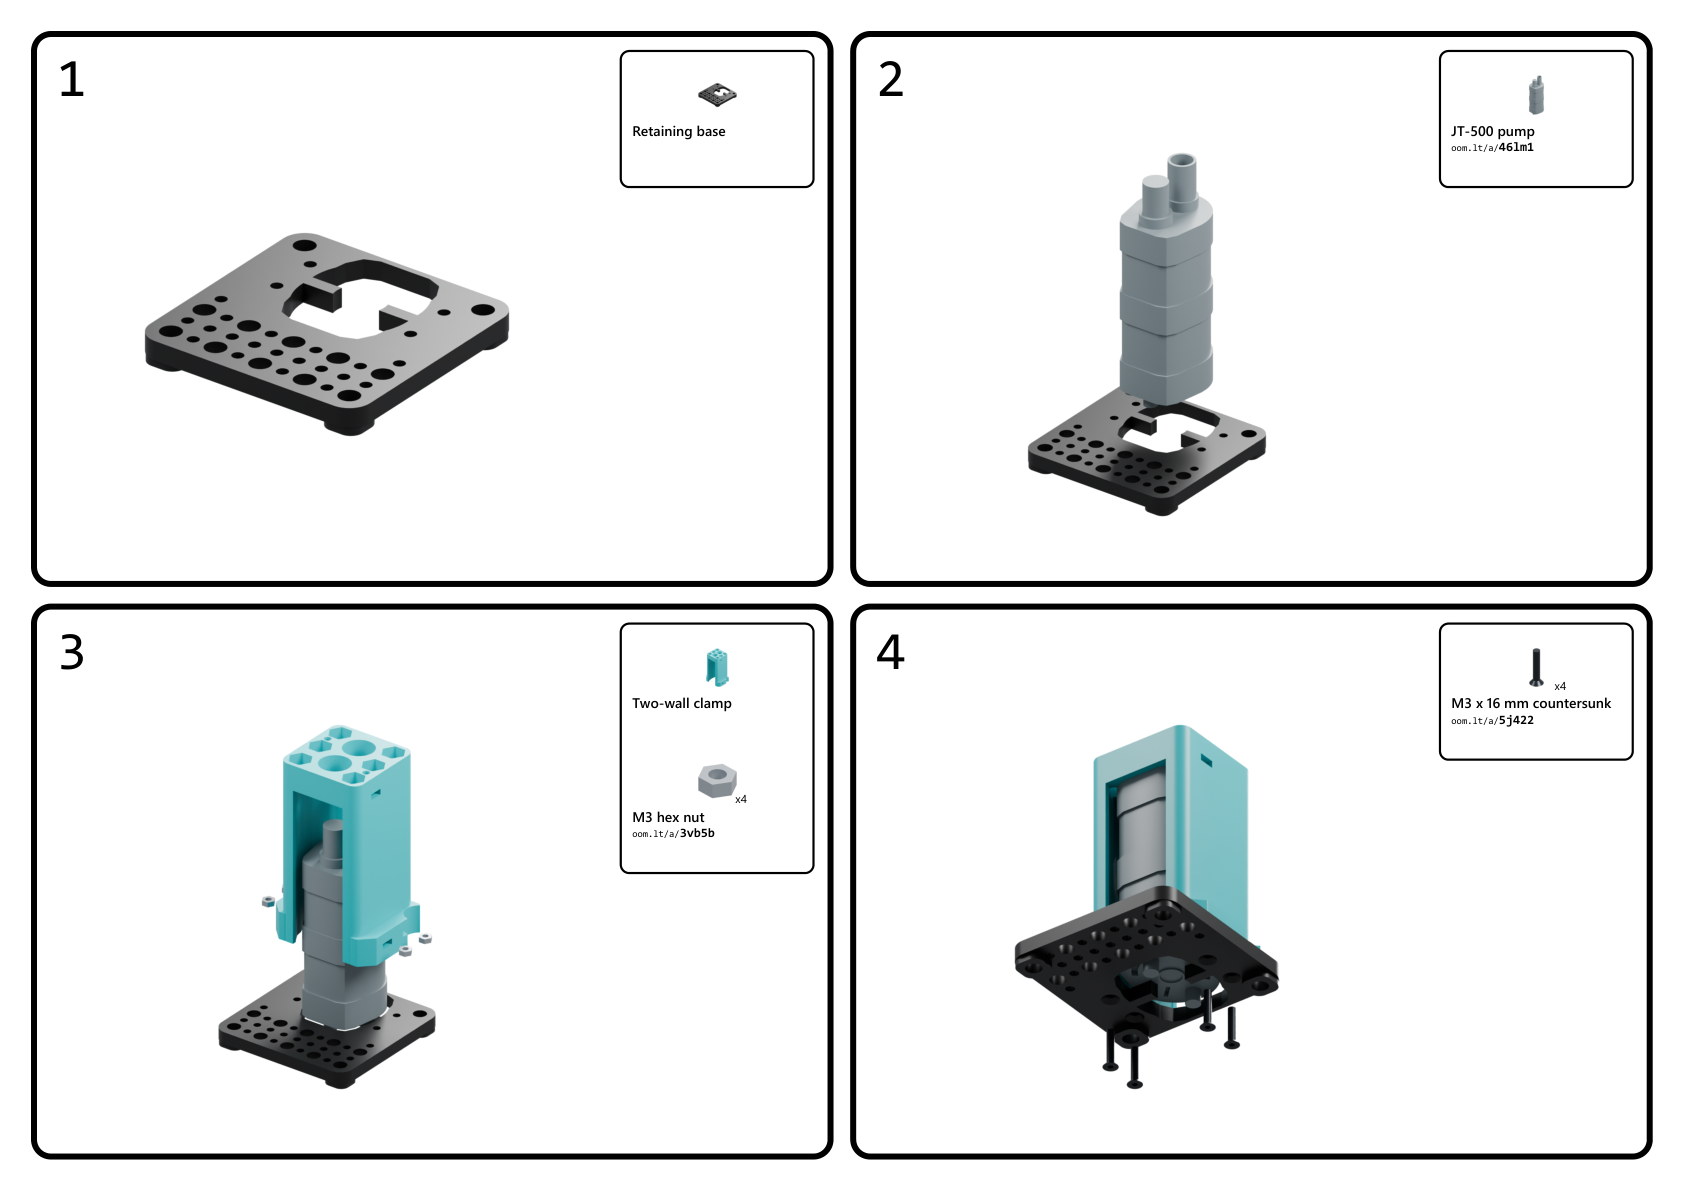 1
Retaining base
2
JT-500 pump
oom.lt/a/46lm1
3
Two-wall clamp
x4
M3 hex nut
oom.lt/a/3vb5b
4
x4
M3 x 16 mm countersunk
oom.lt/a/5j422